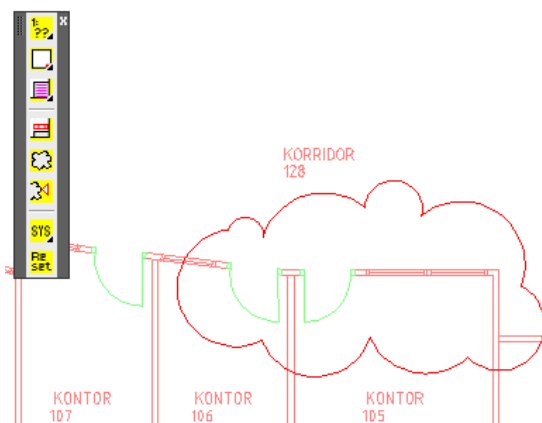 1:
??
x
SYS
Re
set
KORRIDOR
128
KONTOR
107
KONTOR
106
KONTOR
105